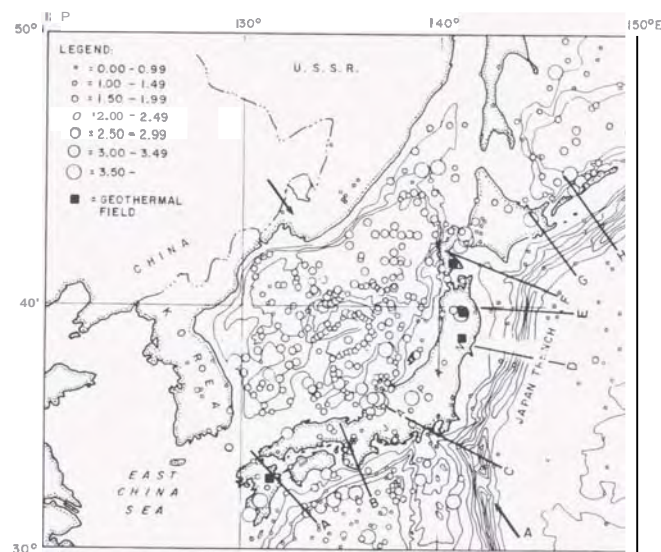 E P
50° 130° 140° 150°E
LEGEND:
• = 0.00 - 0.99
o = 1.00 - 1.49
o = 1.50 - 1.99
O = 2.00 - 2.49
O = 2.50 - 2.99
O = 3.00 - 3.49
O = 3.50 -
■ = GEOTHERMAL
FIELD
U.S.S.R.
CHINA
40°
KOREA
JAPAN TRENCH
EAST
CHINA
SEA
30°
A
B
C
D
E
F
G
H
A